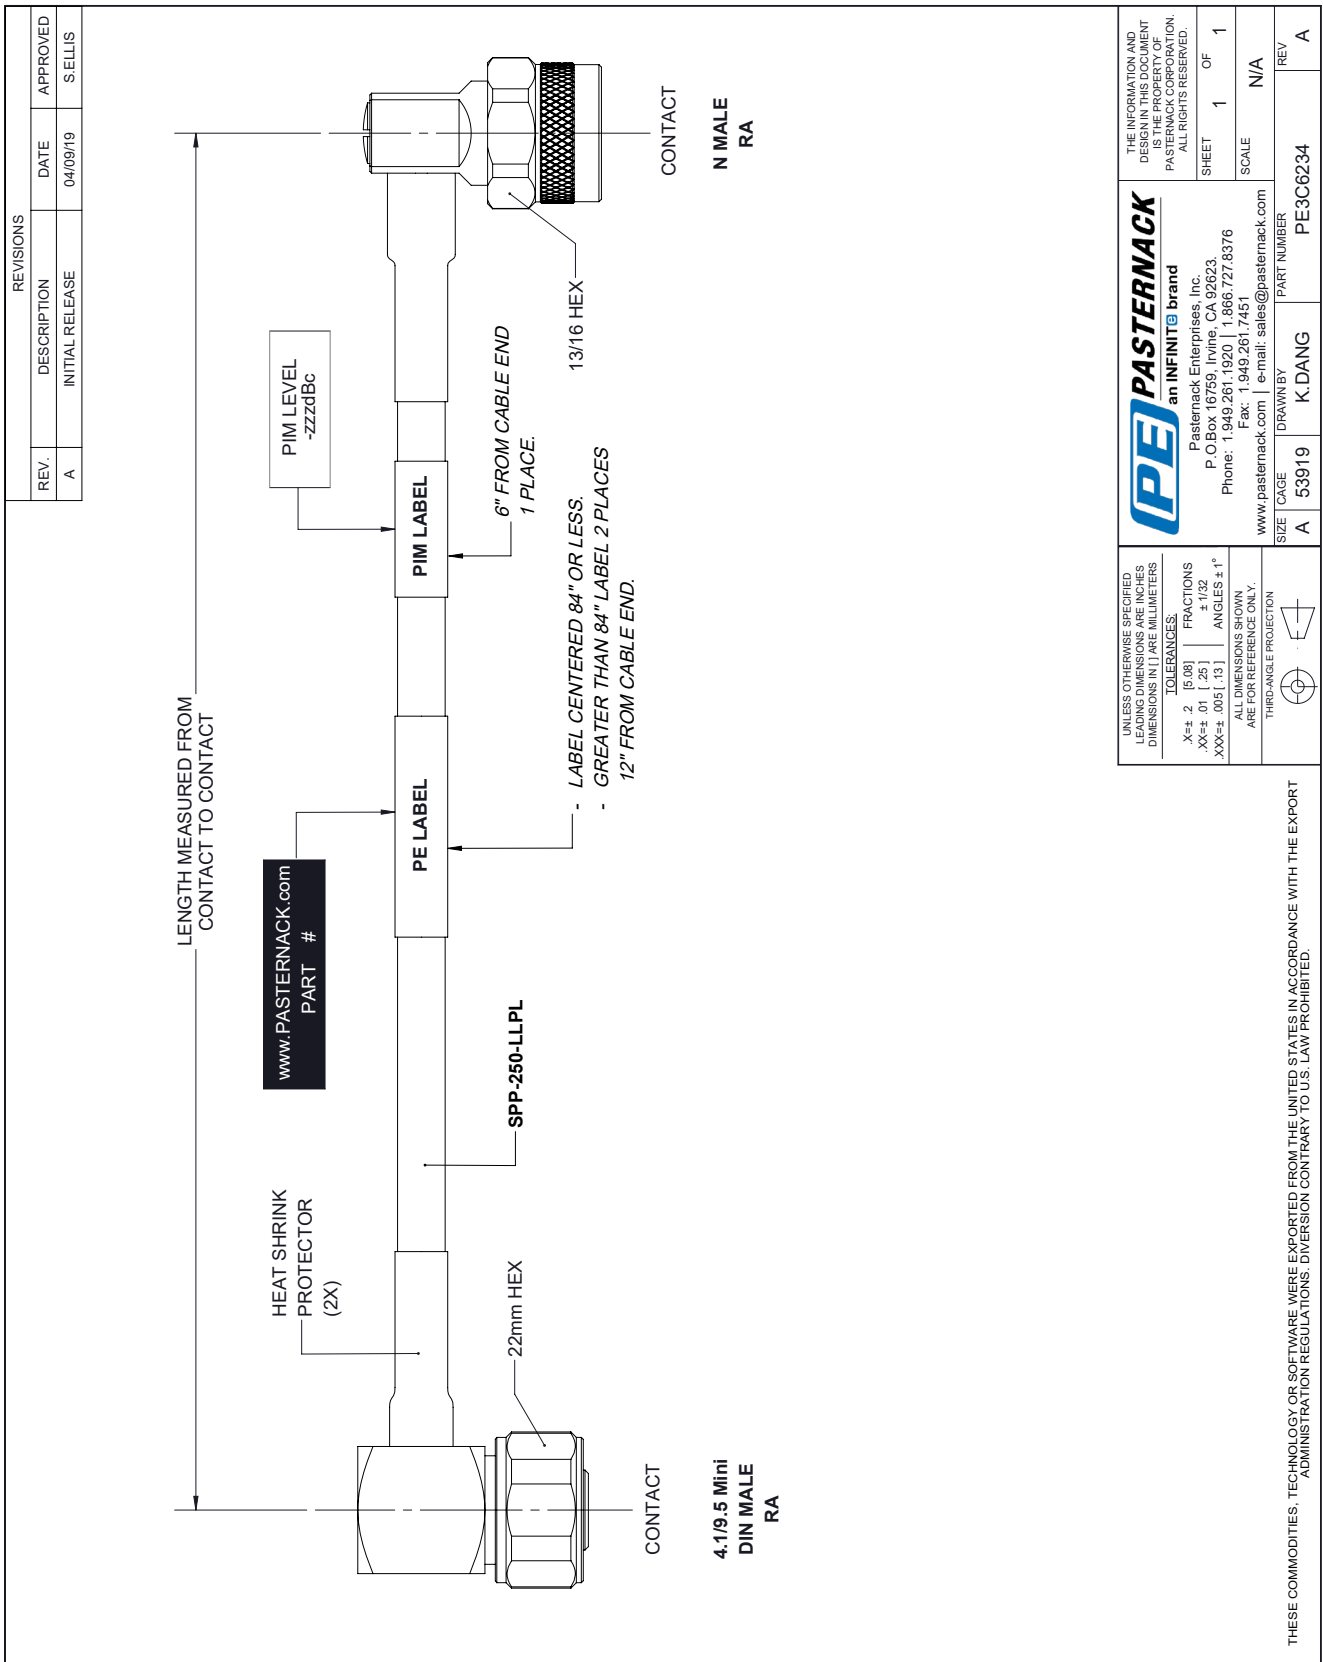 REVISIONS
REV. DESCRIPTION DATE APPROVED
A INITIAL RELEASE 04/09/19 S.ELLIS
LENGTH MEASURED FROM
CONTACT TO CONTACT
www.PASTERNACK.com
PART #
PIM LEVEL
-zzzdBc
HEAT SHRINK
PROTECTOR
(2X)
PE LABEL
PIM LABEL
22mm HEX
SPP-250-LLPL
6" FROM CABLE END
1 PLACE.
13/16 HEX
- LABEL CENTERED 84" OR LESS.
- GREATER THAN 84" LABEL 2 PLACES
12" FROM CABLE END.
CONTACT
4.1/9.5 Mini
DIN MALE
RA
CONTACT
N MALE
RA
UNLESS OTHERWISE SPECIFIED
LEADING DIMENSIONS ARE INCHES
DIMENSIONS IN [ ] ARE MILLIMETERS
TOLERANCES:
.X=± .2 [5.08] FRACTIONS
.XX=± .01 [ .25 ] ± 1/32
.XXX=± .005 [ .13 ] ANGLES ± 1°
ALL DIMENSIONS SHOWN
ARE FOR REFERENCE ONLY.
THIRD-ANGLE PROJECTION
PE PASTERNACK
an INFINITe brand
Pasternack Enterprises, Inc.
P.O.Box 16759, Irvine, CA 92623.
Phone: 1.949.261.1920 | 1.866.727.8376
Fax: 1.949.261.7451
www.pasternack.com | e-mail: sales@pasternack.com
THE INFORMATION AND
DESIGN IN THIS DOCUMENT
IS THE PROPERTY OF
PASTERNACK CORPORATION.
ALL RIGHTS RESERVED.
SHEET 1 OF 1
SCALE N/A
SIZE A
CAGE 53919
DRAWN BY K.DANG
PART NUMBER PE3C6234
REV A
THESE COMMODITIES, TECHNOLOGY OR SOFTWARE WERE EXPORTED FROM THE UNITED STATES IN ACCORDANCE WITH THE EXPORT
ADMINISTRATION REGULATIONS. DIVERSION CONTRARY TO U.S. LAW PROHIBITED.